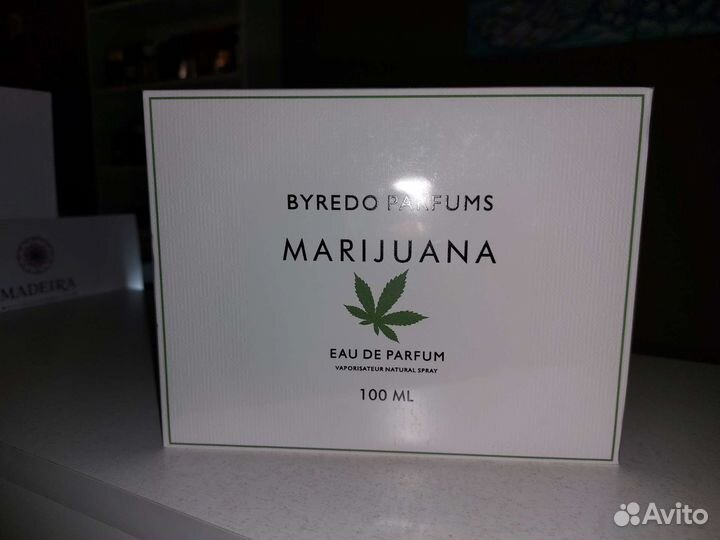 BYREDO PARFUMS
MARIJUANA
EAU DE PARFUM
VAPORISATEUR NATURAL SPRAY
100 ML
MADEIRA
Avito